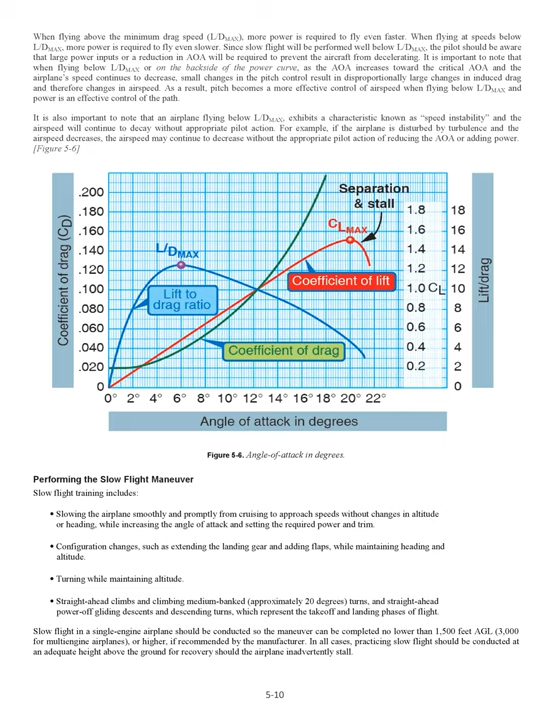 When flying above the minimum drag speed (L/DMAX), more power is required to fly even faster. When flying at speeds below
L/DMAX, more power is required to fly even slower. Since slow flight will be performed well below L/DMAX, the pilot should be aware
that large power inputs or a reduction in AOA will be required to prevent the aircraft from decelerating. It is important to note that
when flying below L/DMAX or on the backside of the power curve, as the AOA increases toward the critical AOA and the
airplane's speed continues to decrease, small changes in the pitch control result in disproportionally large changes in induced drag
and therefore changes in airspeed. As a result, pitch becomes a more effective control of airspeed when flying below L/DMAX and
power is an effective control of the path.
It is also important to note that an airplane flying below L/DMAX, exhibits a characteristic known as "speed instability" and the
airspeed will continue to decay without appropriate pilot action. For example, if the airplane is disturbed by turbulence and the
airspeed decreases, the airspeed may continue to decrease without the appropriate pilot action of reducing the AOA or adding power.
[Figure 5-6]
Coefficient of drag (CD)
.200
.180
.160
.140
.120
.100
.080
.060
.040
.020
0
L/DMAX
Lift to
drag ratio
Separation
& stall
CLMAX
Coefficient of lift
Coefficient of drag
1.8
1.6
1.4
1.2
1.0 CL
0.8
0.6
0.4
0.2
18
16
14
12
10
8
6
4
2
0
Lift/drag
0° 2° 4° 6° 8° 10° 12° 14° 16° 18° 20° 22°
Angle of attack in degrees
Figure 5-6. Angle-of-attack in degrees.
Performing the Slow Flight Maneuver
Slow flight training includes:
• Slowing the airplane smoothly and promptly from cruising to approach speeds without changes in altitude
or heading, while increasing the angle of attack and setting the required power and trim.
• Configuration changes, such as extending the landing gear and adding flaps, while maintaining heading and
altitude.
• Turning while maintaining altitude.
• Straight-ahead climbs and climbing medium-banked (approximately 20 degrees) turns, and straight-ahead
power-off gliding descents and descending turns, which represent the takeoff and landing phases of flight.
Slow flight in a single-engine airplane should be conducted so the maneuver can be completed no lower than 1,500 feet AGL (3,000
for multiengine airplanes), or higher, if recommended by the manufacturer. In all cases, practicing slow flight should be conducted at
an adequate height above the ground for recovery should the airplane inadvertently stall.
5-10